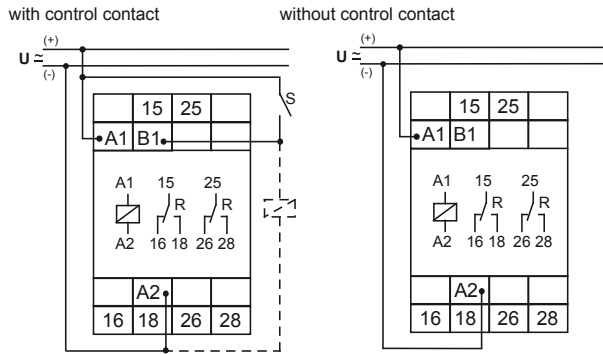 with control contact
(+)
U ≂
(-)
S
15 25
A1 B1
A1 15 25
R R
A2 16 18 26 28
A2
16 18 26 28
without control contact
(+)
U ≂
(-)
15 25
A1 B1
A1 15 25
R R
A2 16 18 26 28
A2
16 18 26 28